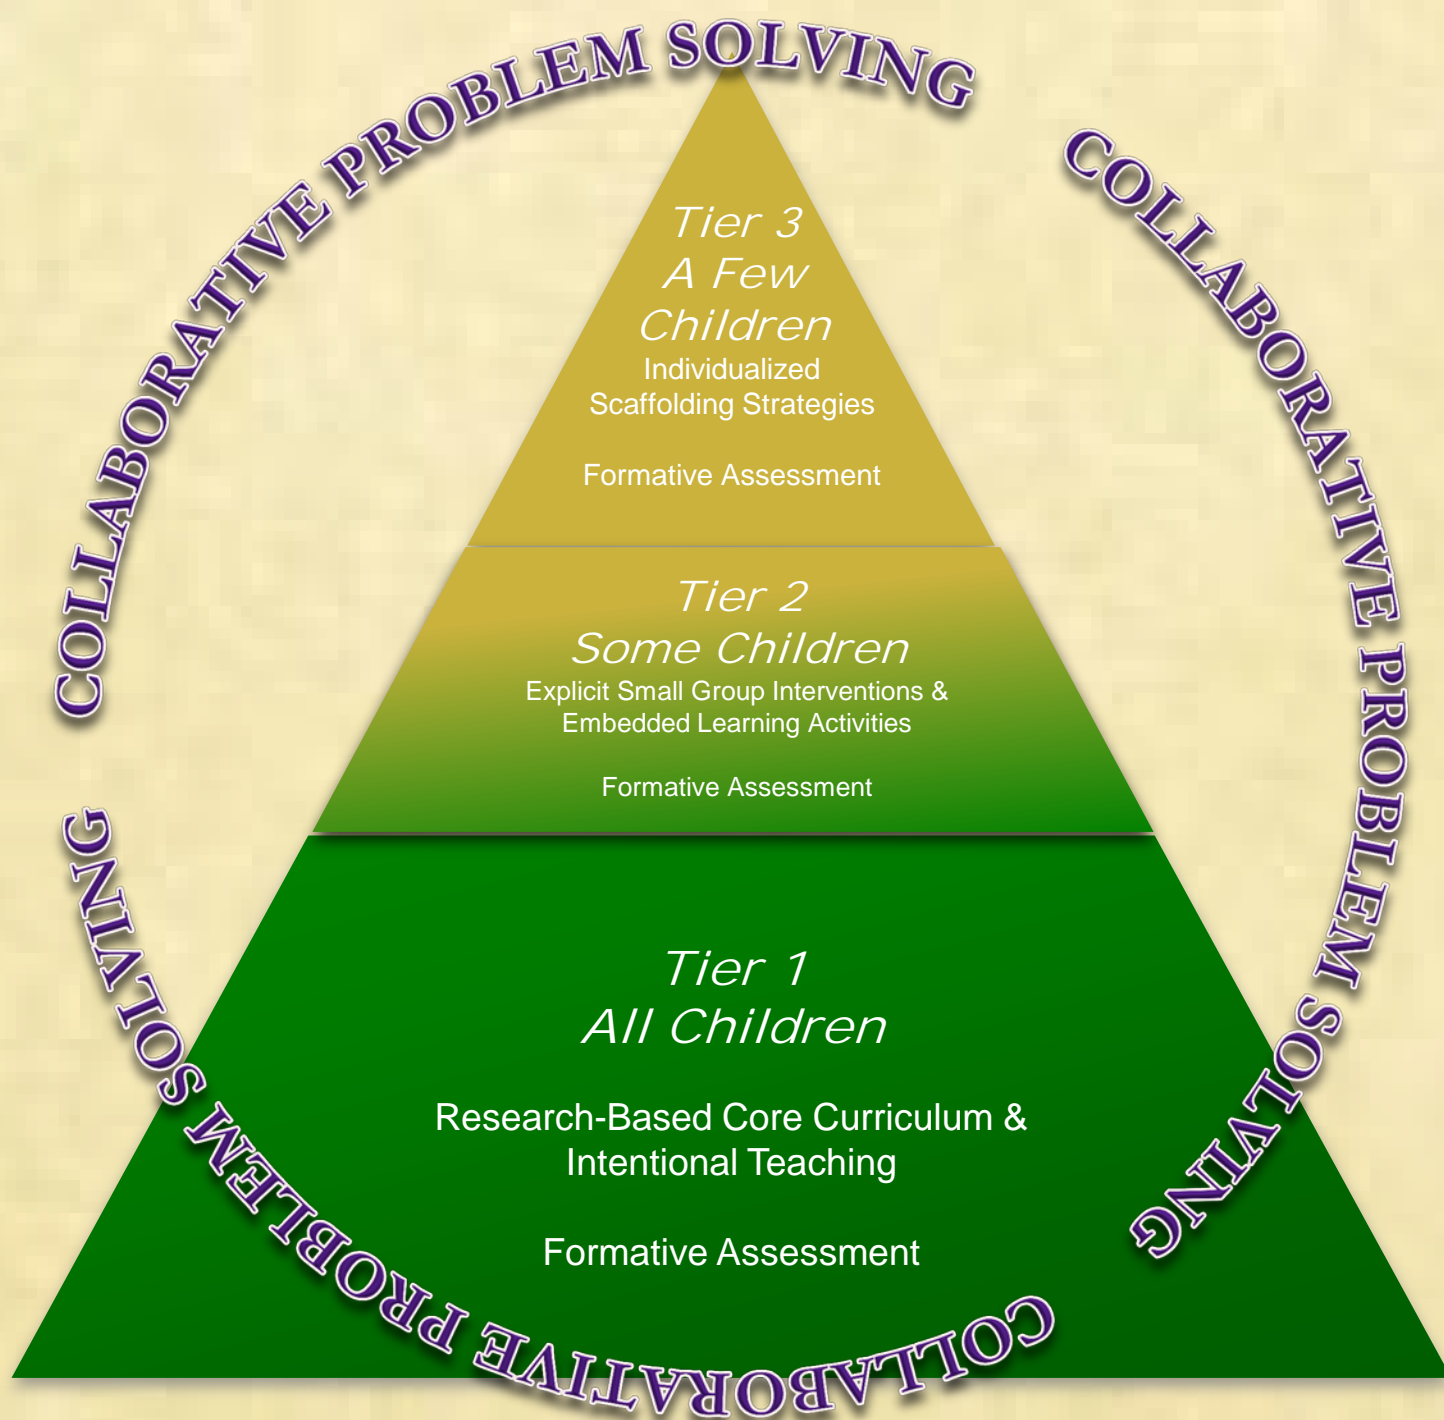 COLLABORATIVE PROBLEM SOLVING
COLLABORATIVE PROBLEM SOLVING
COLLABORATIVE PROBLEM SOLVING
Tier 3
A Few
Children
Individualized
Scaffolding Strategies
Formative Assessment
Tier 2
Some Children
Explicit Small Group Interventions &
Embedded Learning Activities
Formative Assessment
Tier 1
All Children
Research-Based Core Curriculum &
Intentional Teaching
Formative Assessment